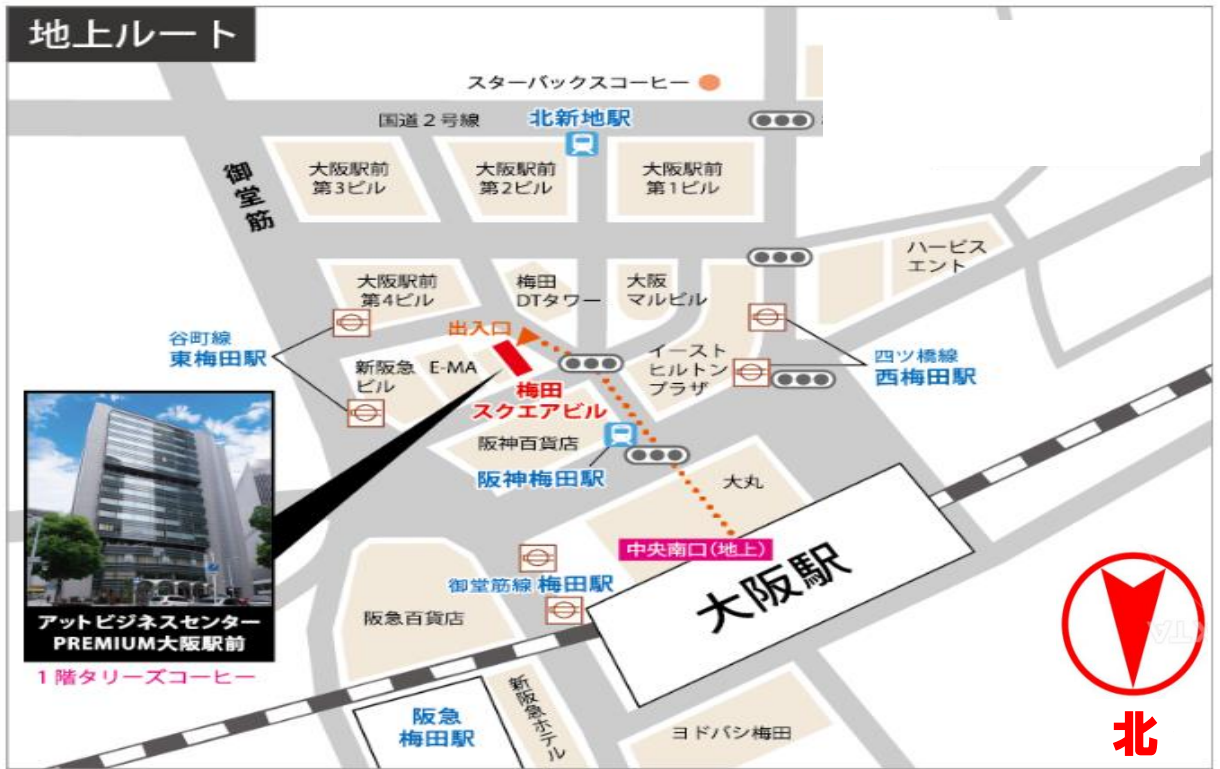 地上ルート
スターバックスコーヒー
国道2号線
北新地駅
御堂筋
大阪駅前
第3ビル
大阪駅前
第2ビル
大阪駅前
第1ビル
ハービス
エント
大阪駅前
第4ビル
梅田
DTタワー
大阪
マルビル
出入口
谷町線
東梅田駅
新阪急
ビル
E-MA
イースト
ヒルトン
プラザ
四ツ橋線
西梅田駅
梅田
スクエアビル
阪神百貨店
阪神梅田駅
大丸
中央南口(地上)
大阪駅
御堂筋線 梅田駅
阪急百貨店
アットビジネスセンター
PREMIUM大阪駅前
1階タリーズコーヒー
阪急
梅田駅
新阪急ホテル
ヨドバシ梅田
北